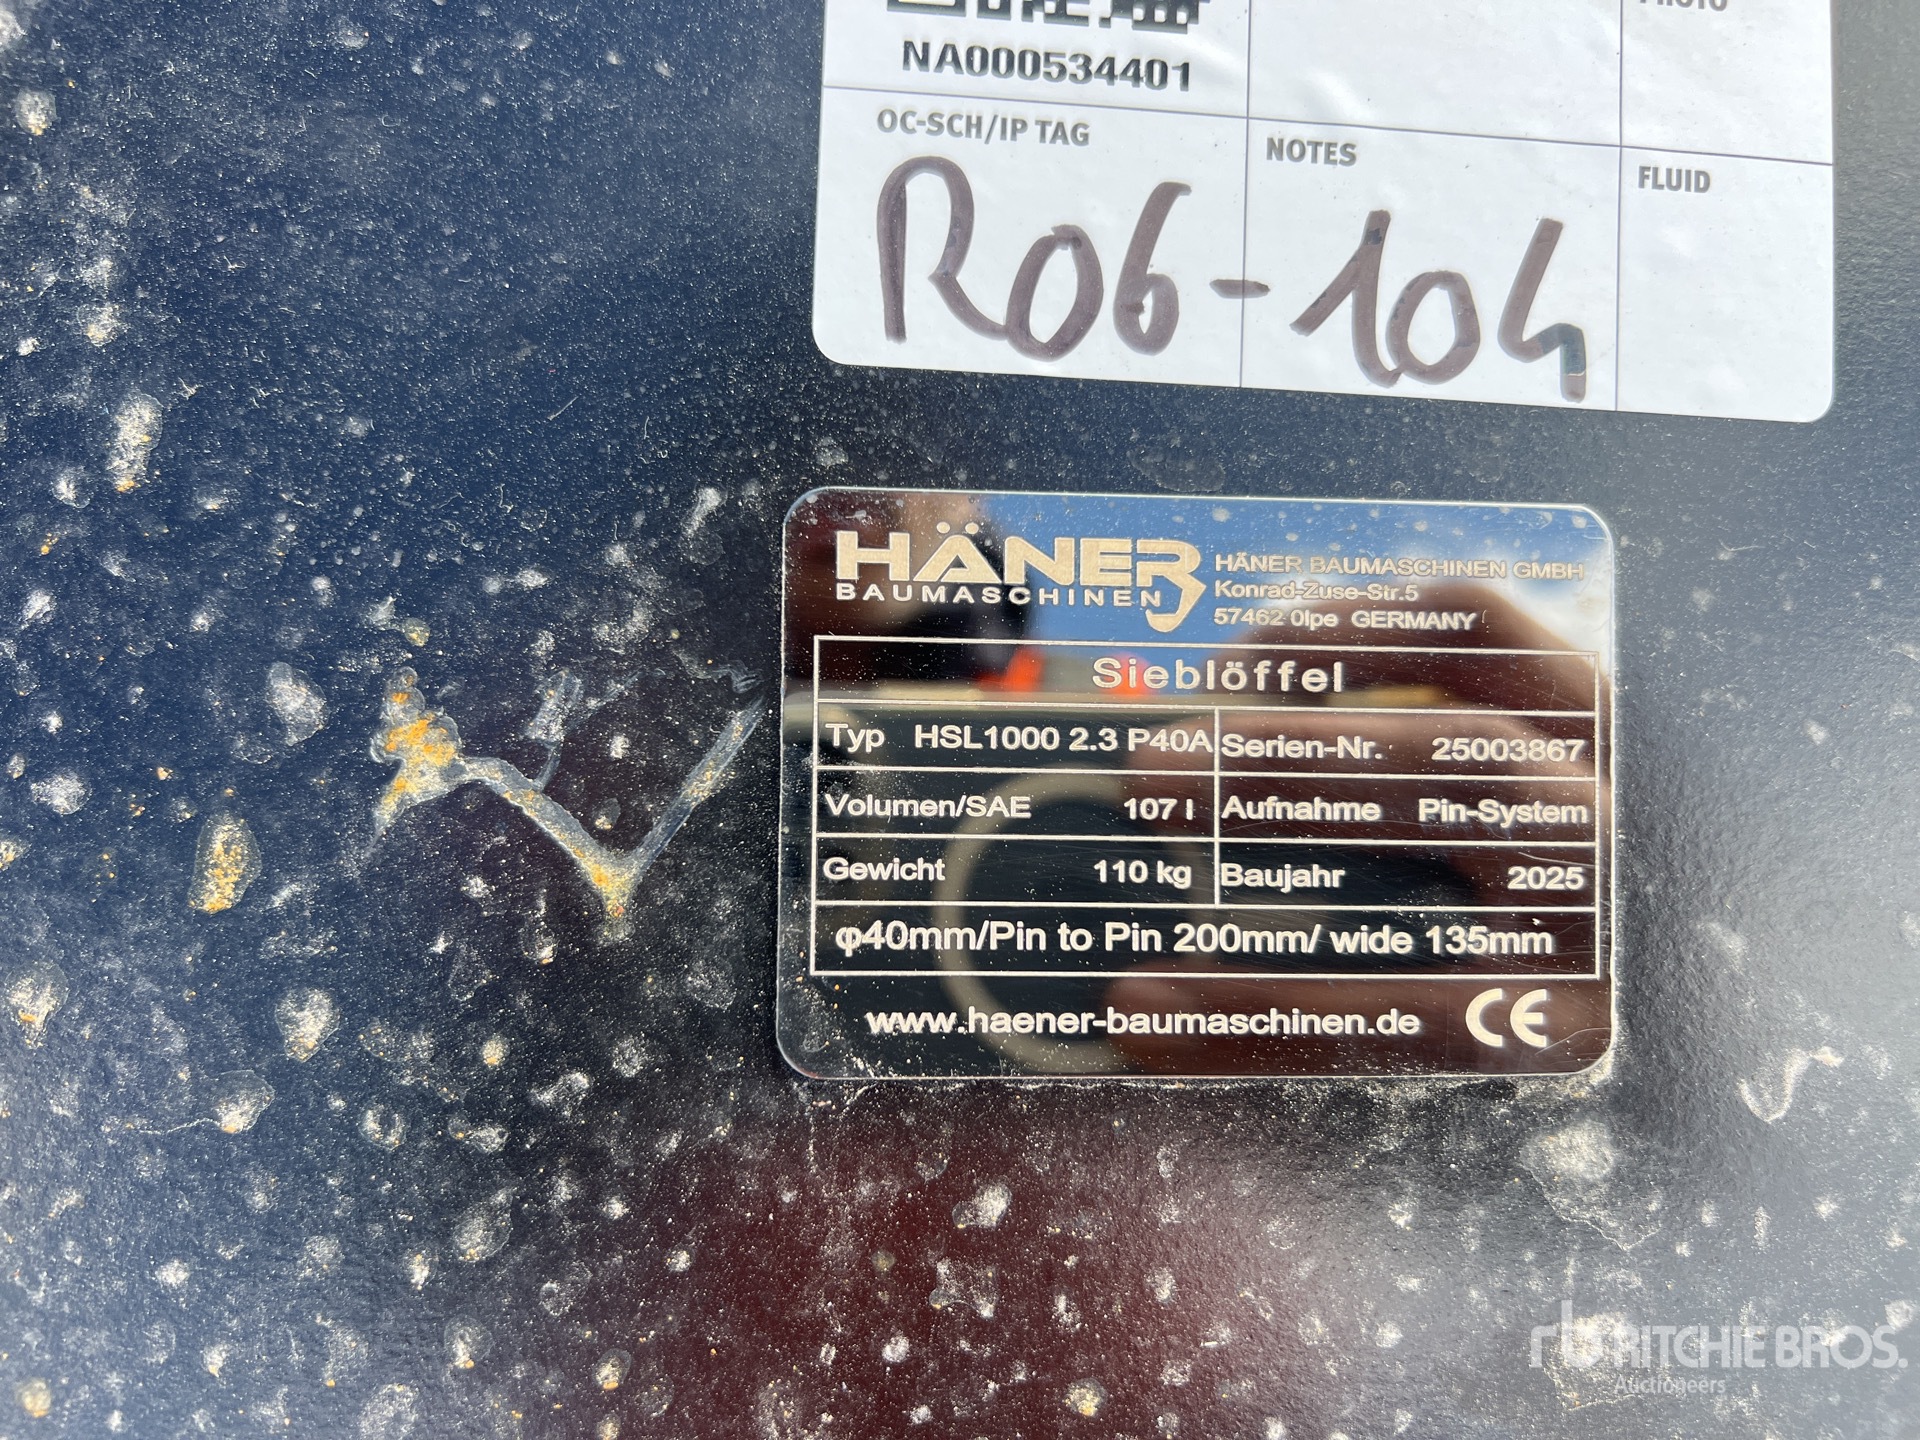 PHOTO
NA000534401
OC-SCH/IP TAG
NOTES
FLUID
R06-104
HÄNER
BAUMASCHINEN
HÄNER BAUMASCHINEN GMBH
Konrad-Zuse-Str.5
57462 Olpe GERMANY
Sieblöffel
Typ HSL1000 2.3 P40A Serien-Nr. 25003867
Volumen/SAE 107 l Aufnahme Pin-System
Gewicht 110 kg Baujahr 2025
φ40mm/Pin to Pin 200mm/ wide 135mm
www.haener-baumaschinen.de CE
rb RITCHIE BROS.
Auctioneers